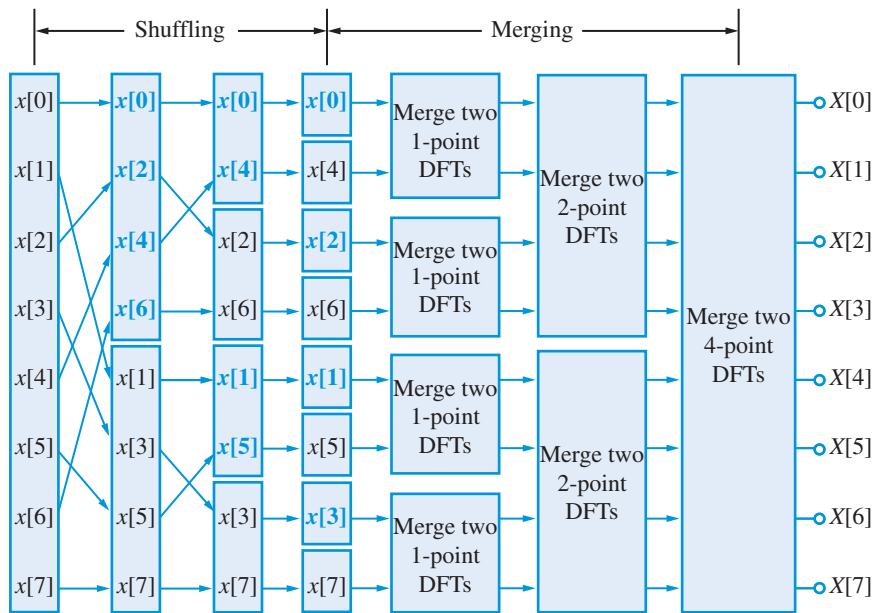 Shuffling Merging
x[0] x[0] x[0] x[0] X[0]
Merge two
1-point
DFTs
x[1] x[2] x[4] x[4] X[1]
Merge two
2-point
DFTs
x[2] x[4] x[2] x[2] X[2]
Merge two
1-point
DFTs
x[3] x[6] x[6] x[6] X[3]
Merge two
4-point
DFTs
x[4] x[1] x[1] x[1] X[4]
Merge two
1-point
DFTs
x[5] x[3] x[5] x[5] X[5]
Merge two
2-point
DFTs
x[6] x[5] x[3] x[3] X[6]
Merge two
1-point
DFTs
x[7] x[7] x[7] x[7] X[7]